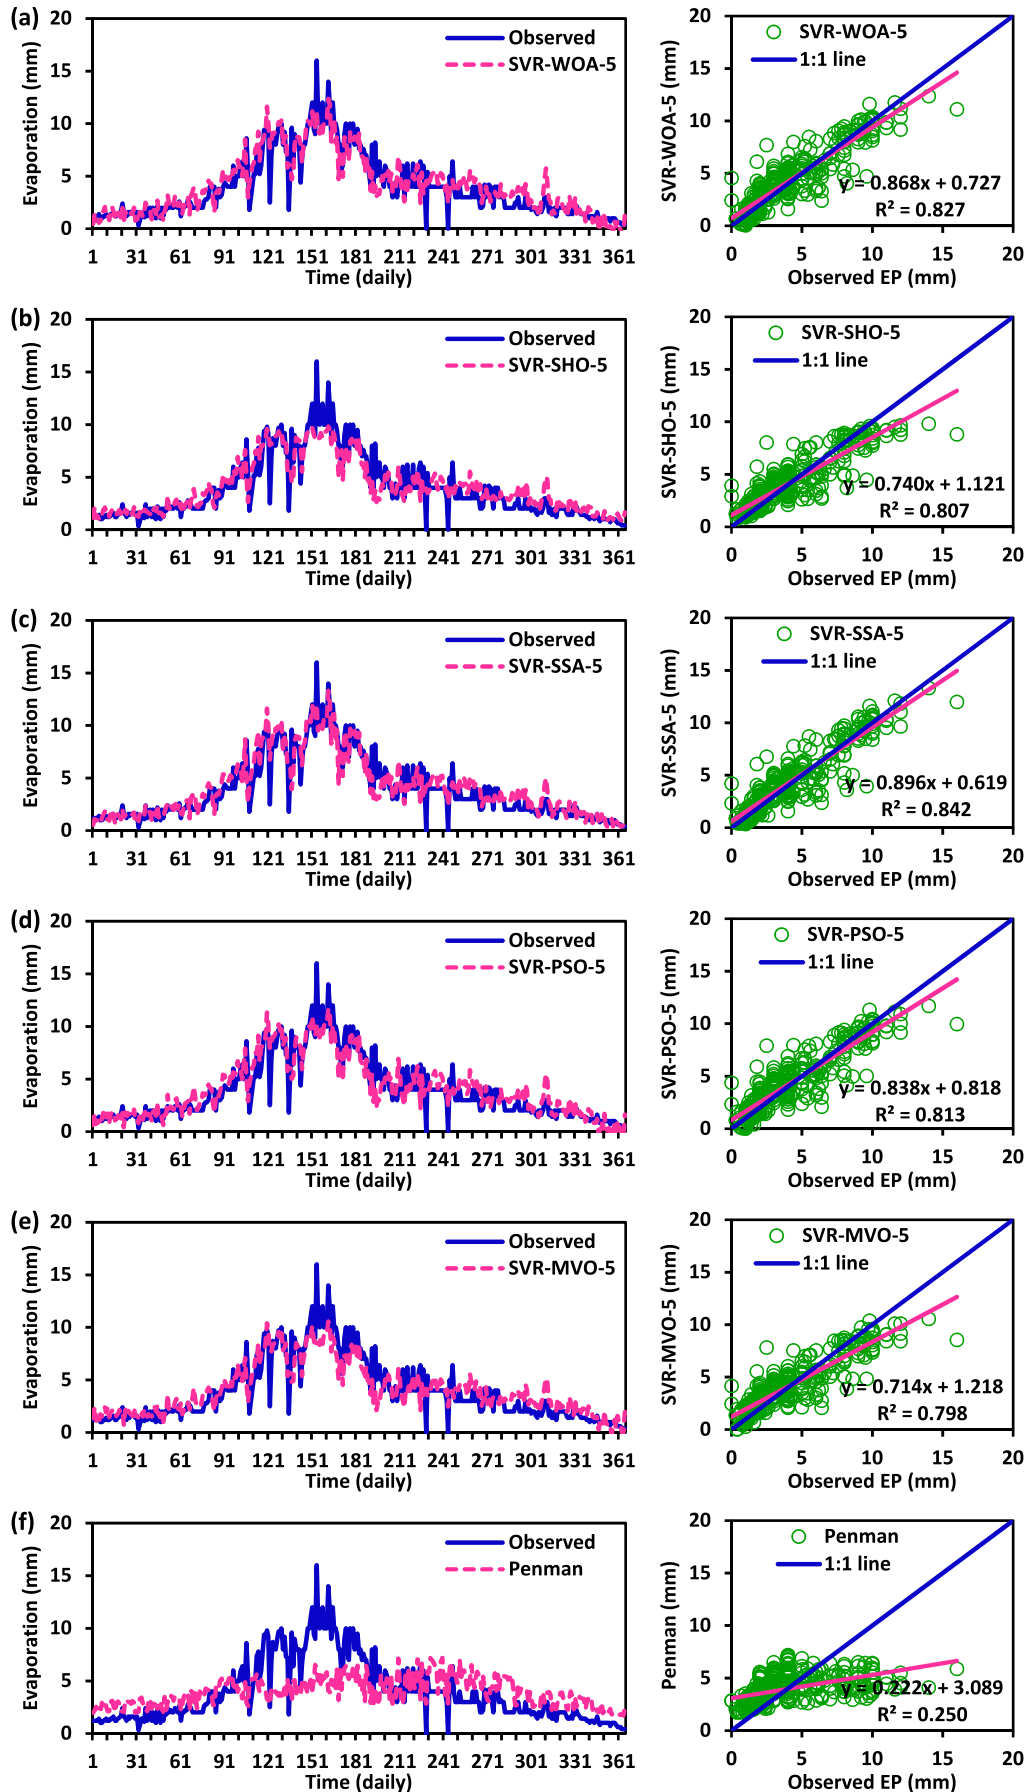 (a)
20
15
10
5
0
Evaporation (mm)
Observed
SVR-WOA-5
1 31 61 91 121 151 181 211 241 271 301 331 361
Time (daily)
20
15
10
5
0
SVR-WOA-5 (mm)
SVR-WOA-5
1:1 line
y = 0.868x + 0.727
R² = 0.827
0 5 10 15 20
Observed EP (mm)
(b)
20
15
10
5
0
Evaporation (mm)
Observed
SVR-SHO-5
1 31 61 91 121 151 181 211 241 271 301 331 361
Time (daily)
20
15
10
5
0
SVR-SHO-5 (mm)
SVR-SHO-5
1:1 line
y = 0.740x + 1.121
R² = 0.807
0 5 10 15 20
Observed EP (mm)
(c)
20
15
10
5
0
Evaporation (mm)
Observed
SVR-SSA-5
1 31 61 91 121 151 181 211 241 271 301 331 361
Time (daily)
20
15
10
5
0
SVR-SSA-5 (mm)
SVR-SSA-5
1:1 line
y = 0.896x + 0.619
R² = 0.842
0 5 10 15 20
Observed EP (mm)
(d)
20
15
10
5
0
Evaporation (mm)
Observed
SVR-PSO-5
1 31 61 91 121 151 181 211 241 271 301 331 361
Time (daily)
20
15
10
5
0
SVR-PSO-5 (mm)
SVR-PSO-5
1:1 line
y = 0.838x + 0.818
R² = 0.813
0 5 10 15 20
Observed EP (mm)
(e)
20
15
10
5
0
Evaporation (mm)
Observed
SVR-MVO-5
1 31 61 91 121 151 181 211 241 271 301 331 361
Time (daily)
20
15
10
5
0
SVR-MVO-5 (mm)
SVR-MVO-5
1:1 line
y = 0.714x + 1.218
R² = 0.798
0 5 10 15 20
Observed EP (mm)
(f)
20
15
10
5
0
Evaporation (mm)
Observed
Penman
1 31 61 91 121 151 181 211 241 271 301 331 361
Time (daily)
20
15
10
5
0
Penman (mm)
Penman
1:1 line
y = 0.222x + 3.089
R² = 0.250
0 5 10 15 20
Observed EP (mm)